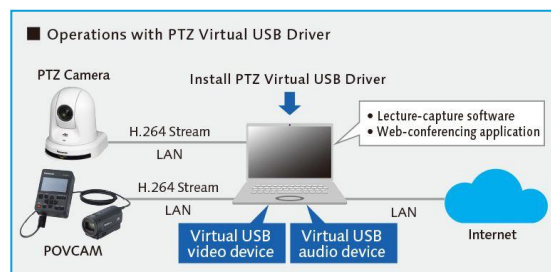 ■ Operations with PTZ Virtual USB Driver
PTZ Camera
Install PTZ Virtual USB Driver
• Lecture-capture software
• Web-conferencing application
H.264 Stream
LAN
H.264 Stream
LAN
LAN
POVCAM
Virtual USB
video device
Virtual USB
audio device
Internet